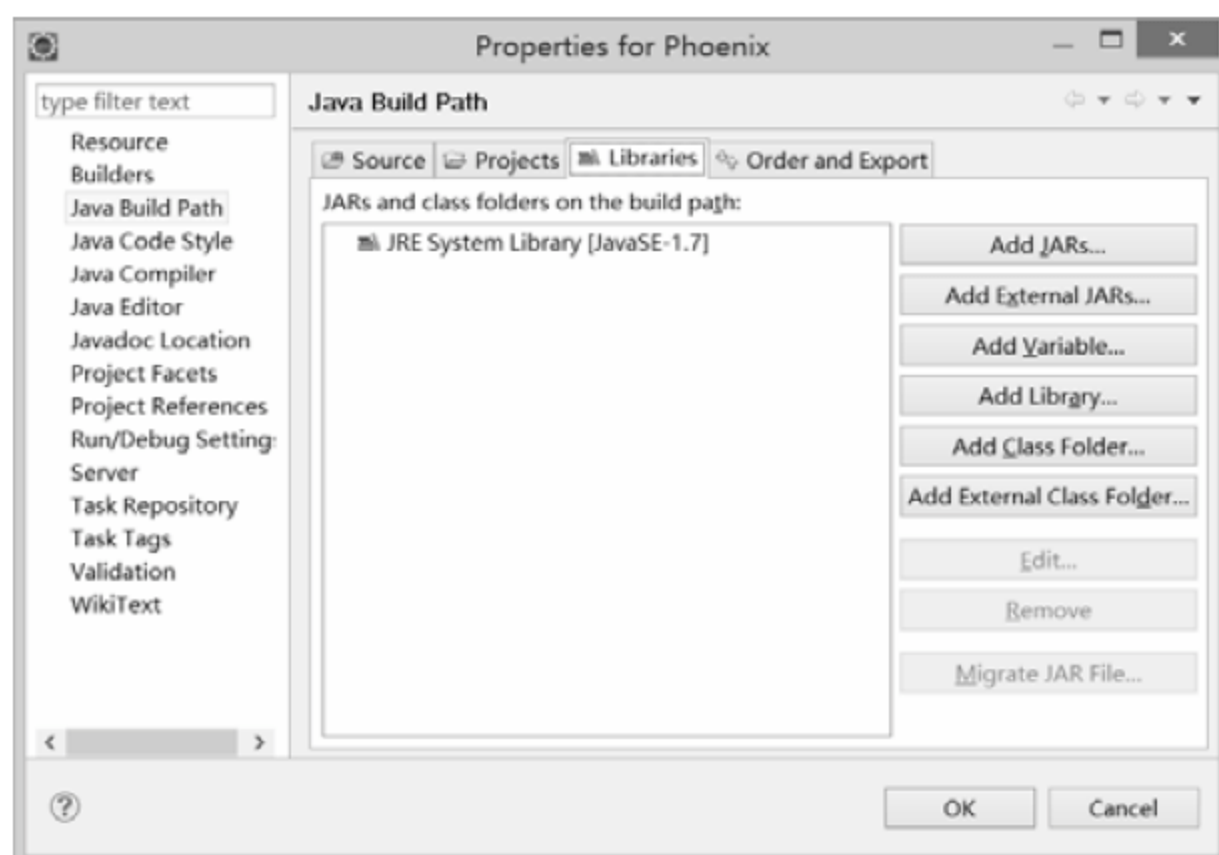 Properties for Phoenix
type filter text
Resource
Builders
Java Build Path
Java Code Style
Java Compiler
Java Editor
Javadoc Location
Project Facets
Project References
Run/Debug Setting
Server
Task Repository
Task Tags
Validation
WikiText
Java Build Path
Source Projects Libraries Order and Export
JARs and class folders on the build path:
JRE System Library [JavaSE-1.7]
Add JARs...
Add External JARs...
Add Variable...
Add Library...
Add Class Folder...
Add External Class Folder...
Edit...
Remove
Migrate JAR File...
OK Cancel